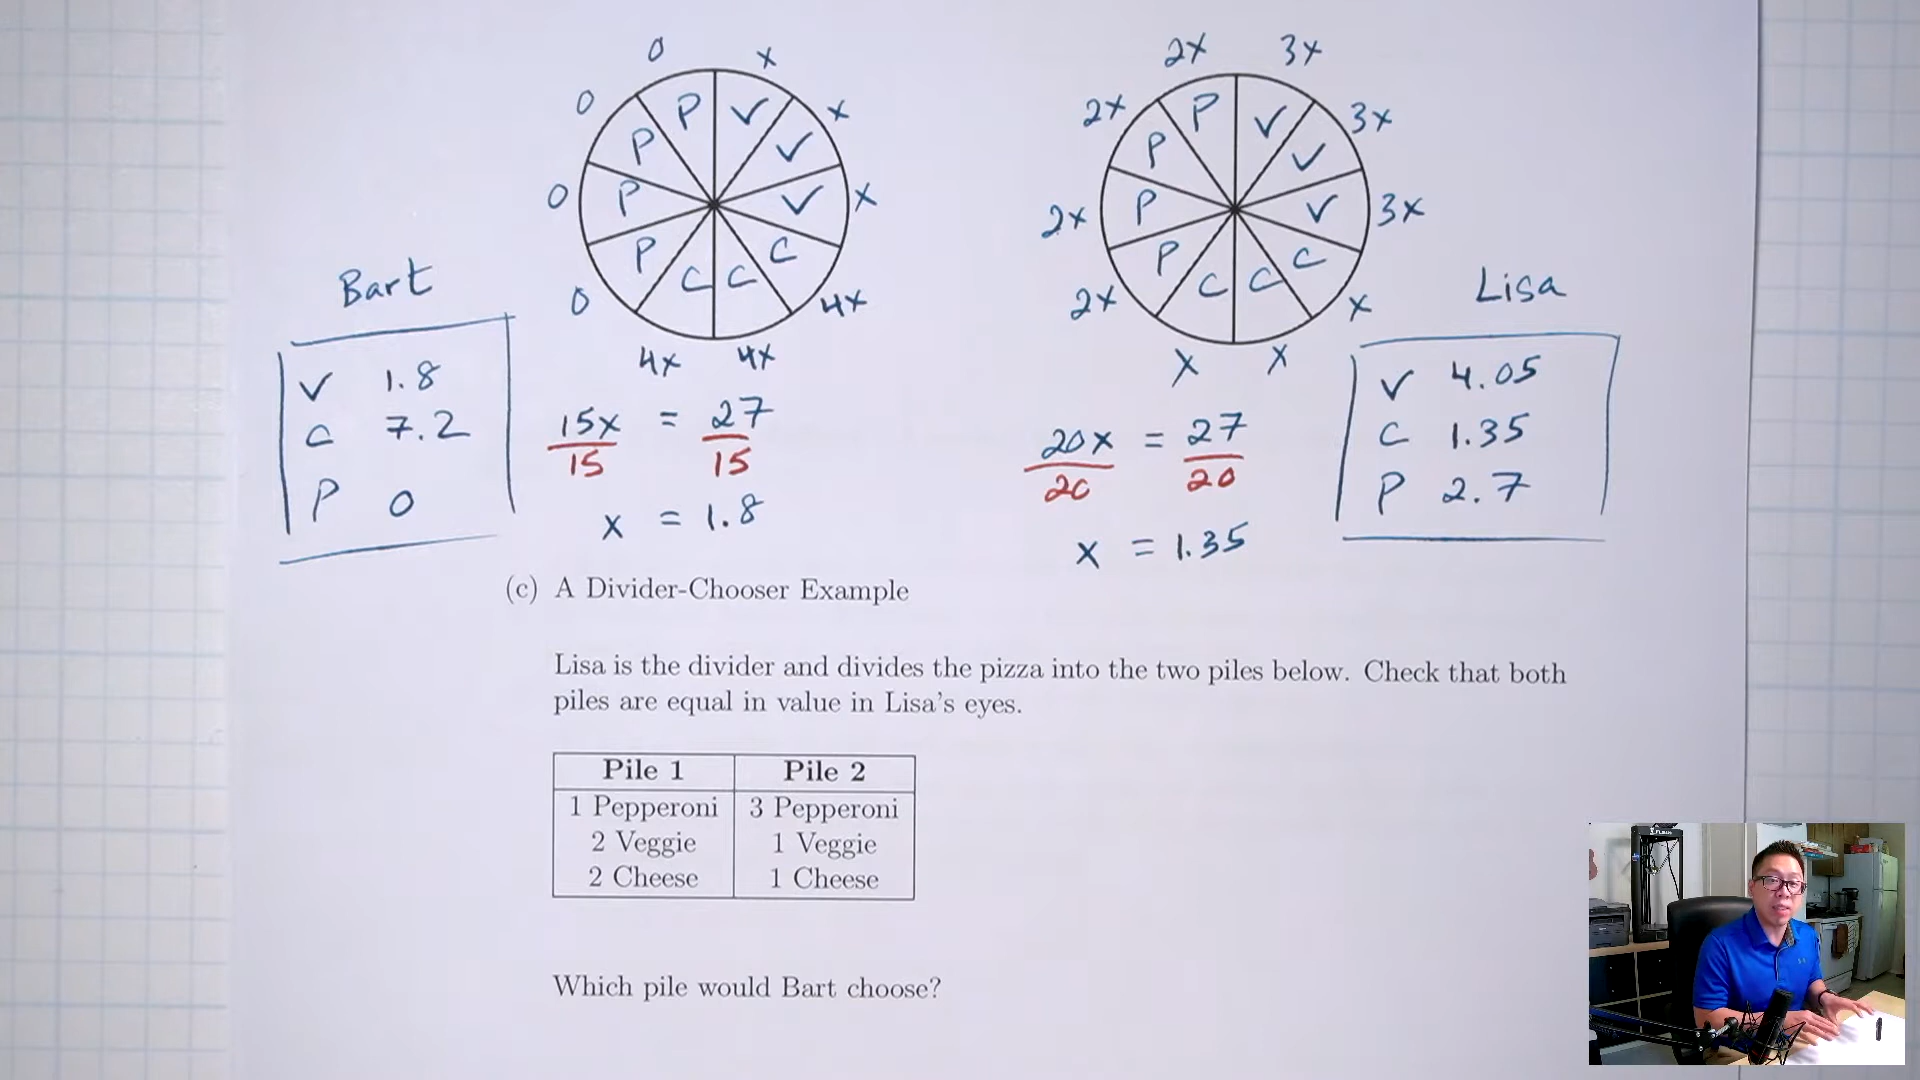 0 x
0 x
0 x
0 4x
4x 4x
P P P P V V V C C C
2x 3x
2x 3x
2x 3x
2x x
x x
P P P P V V V C C C
Bart
V 1.8
C 7.2
P 0
15x = 27
15 15
x = 1.8
Lisa
V 4.05
C 1.35
P 2.7
20x = 27
20 20
x = 1.35
(c) A Divider-Chooser Example
Lisa is the divider and divides the pizza into the two piles below. Check that both
piles are equal in value in Lisa's eyes.
Pile 1 Pile 2
1 Pepperoni 3 Pepperoni
2 Veggie 1 Veggie
2 Cheese 1 Cheese
Which pile would Bart choose?